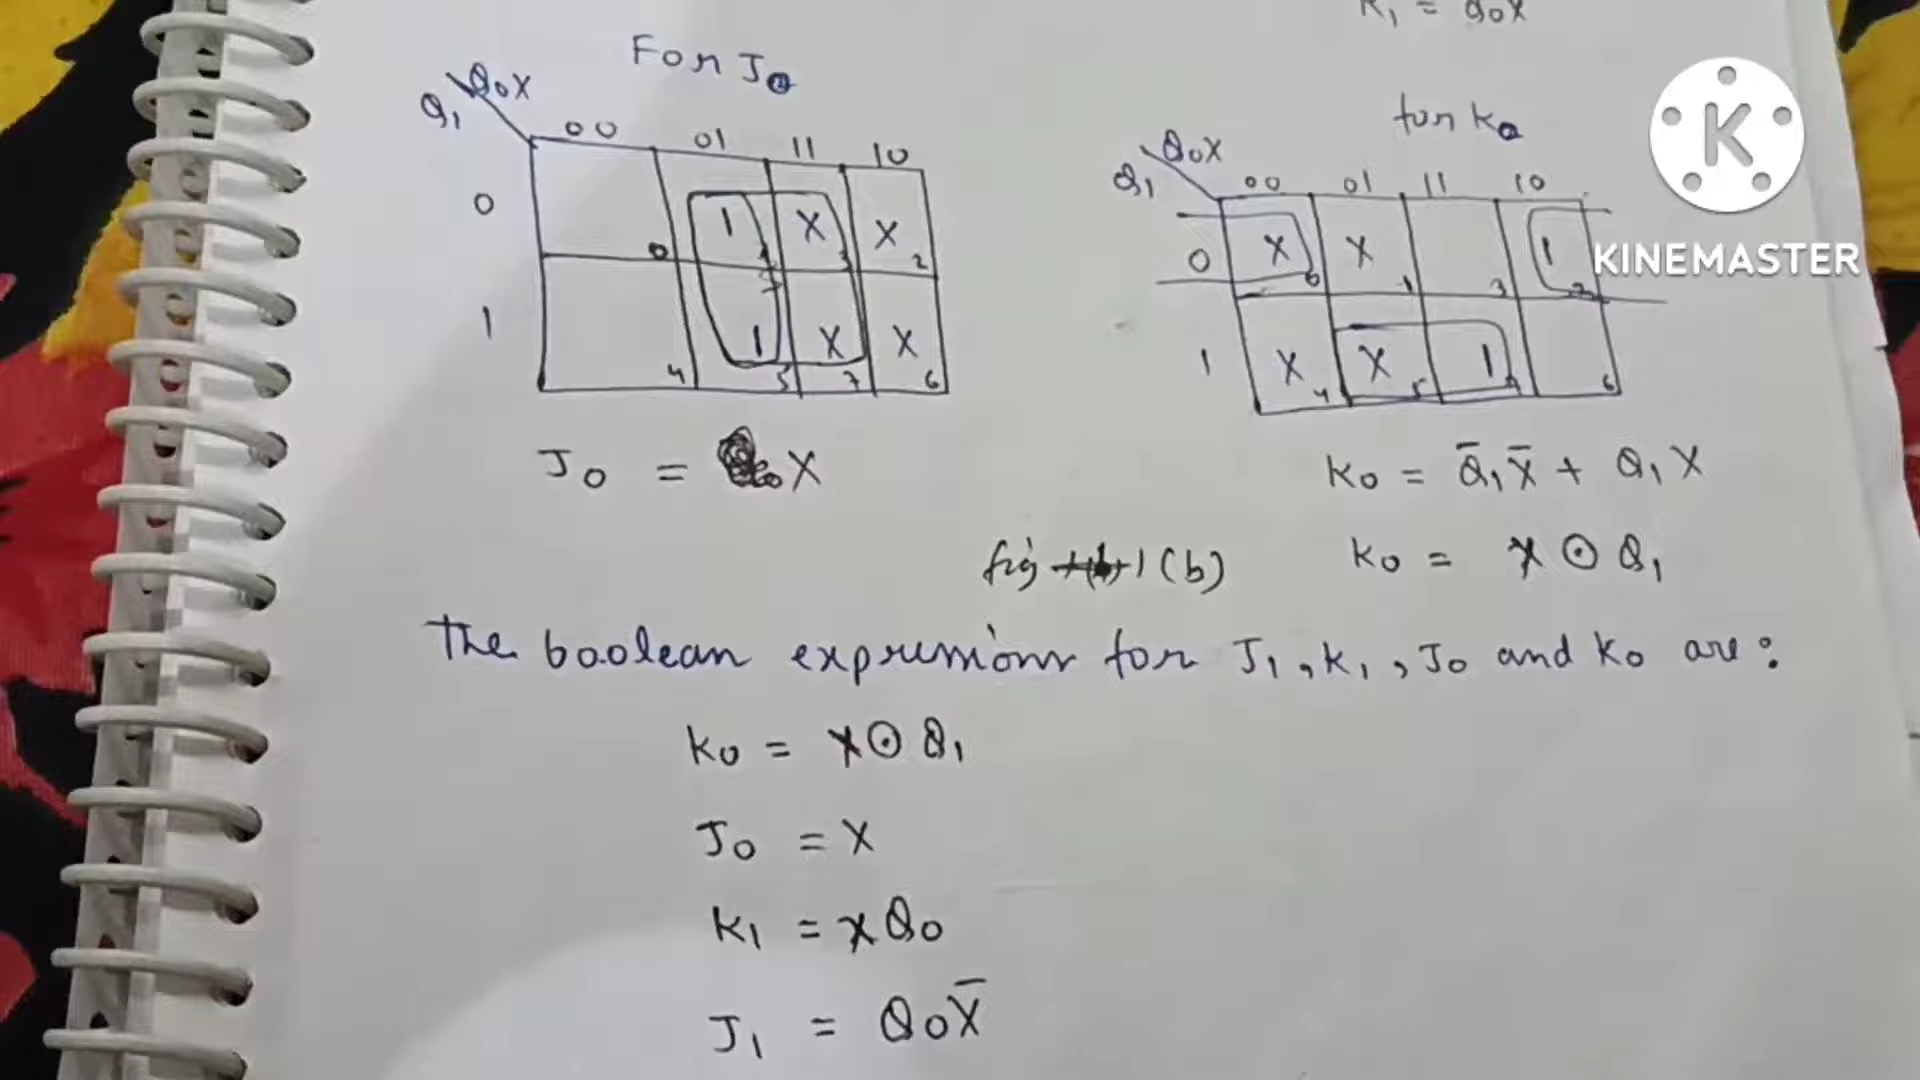 K₁ = Q₀X
For J₀
Q₀X
Q₁
00 01 11 10
0 1 X X
0 1 3 2
1 1 X X
4 5 7 6
J₀ = X
for K₀
Q₀X
Q₁
00 01 11 10
0 X X 1
0 1 3 2
1 X X 1
4 5 7 6
K₀ = Q̄₁X̄ + Q₁X
K₀ = X ⊙ Q₁
fig 1(b)
The boolean expressions for J₁, K₁, J₀ and K₀ are:
K₀ = X ⊙ Q₁
J₀ = X
K₁ = XQ₀
J₁ = Q₀X̄
K
KINEMASTER